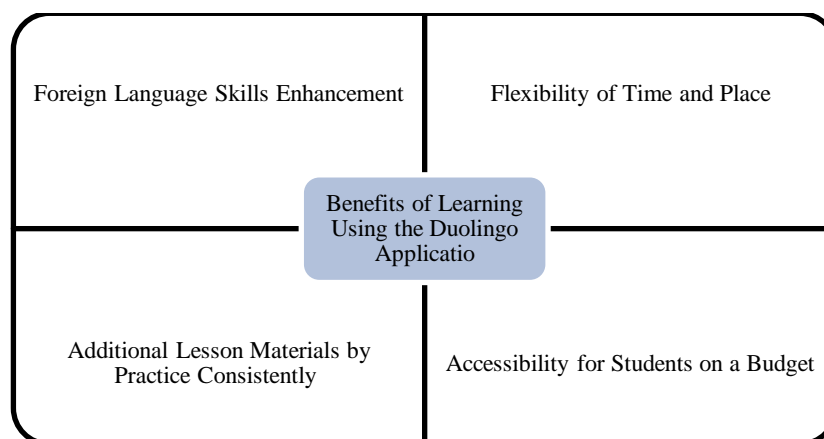 Foreign Language Skills Enhancement
Flexibility of Time and Place
Benefits of Learning
Using the Duolingo
Applicatio
Additional Lesson Materials by
Practice Consistently
Accessibility for Students on a Budget